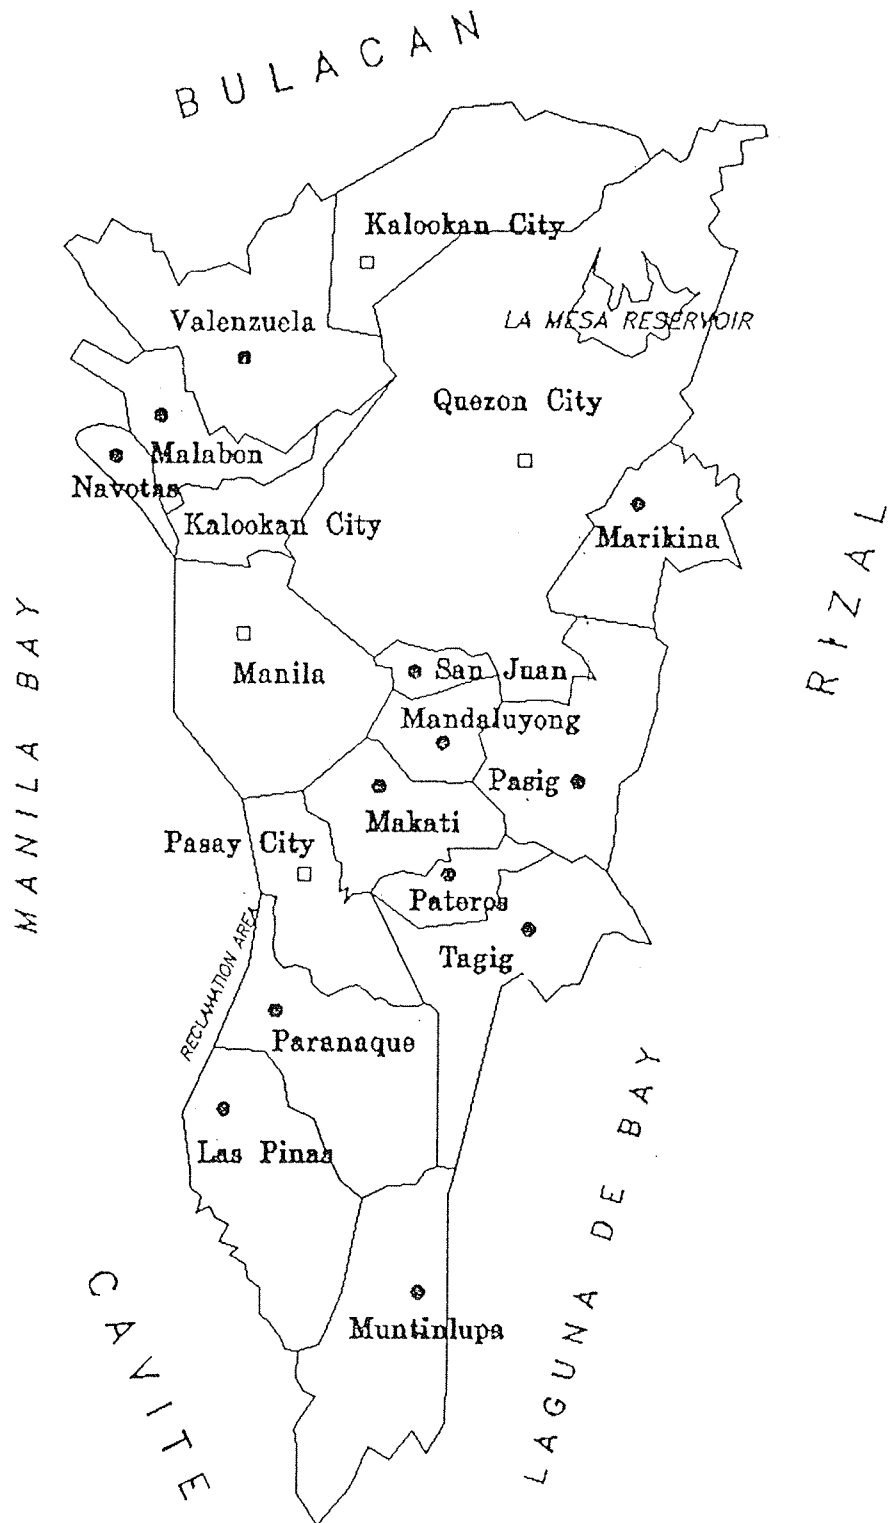 BULACAN
Kalookan City
Valenzuela
LA MESA RESERVOIR
Quezon City
Malabon
Navotas
Kalookan City
Marikina
RIZAL
MANILA BAY
Manila
San Juan
Mandaluyong
Pasig
Makati
Pasay City
Pateros
Tagig
RECLAMATION AREA
Paranaque
Las Pinas
LAGUNA DE BAY
CAVITE
Muntinlupa